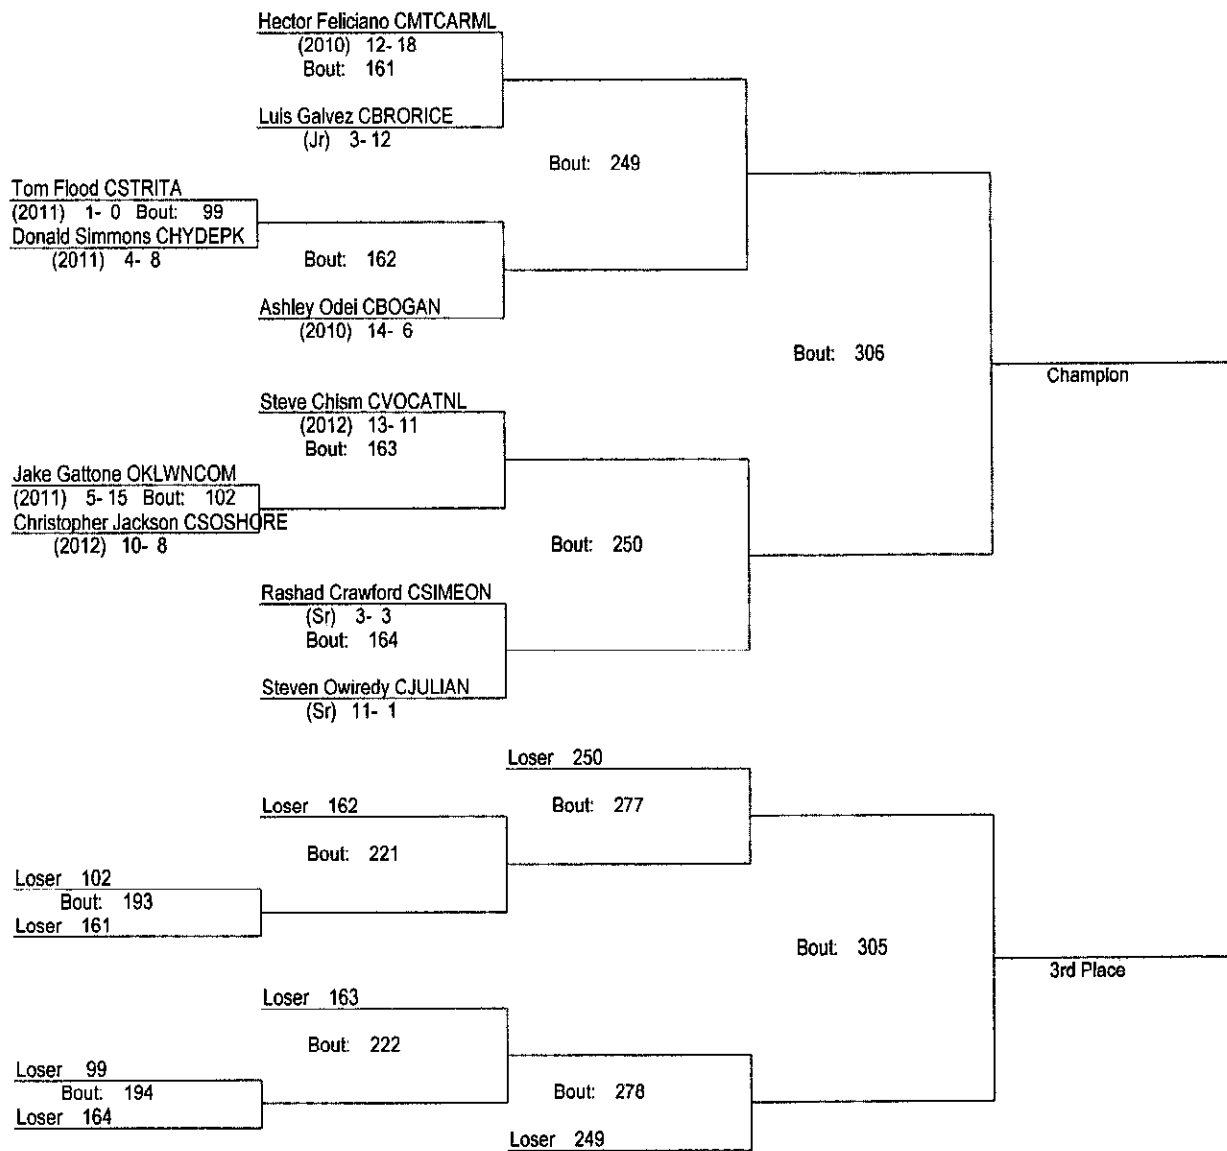 Hector Feliciano CMTCARML
(2010) 12- 18
Bout: 161
Luis Galvez CBRORICE
(Jr) 3- 12
Bout: 249
Tom Flood CSTRITA
(2011) 1- 0 Bout: 99
Donald Simmons CHYDEPK
(2011) 4- 8
Bout: 162
Ashley Odei CBOGAN
(2010) 14- 6
Bout: 306
Champion
Steve Chism CVOCATNL
(2012) 13- 11
Bout: 163
Jake Gattone OKLWNCOM
(2011) 5- 15 Bout: 102
Christopher Jackson CSOSHORE
(2012) 10- 8
Bout: 250
Rashad Crawford CSIMEON
(Sr) 3- 3
Bout: 164
Steven Owiredy CJULIAN
(Sr) 11- 1
Loser 250
Loser 162
Bout: 277
Bout: 221
Loser 102
Bout: 193
Loser 161
Bout: 305
3rd Place
Loser 163
Bout: 222
Loser 99
Bout: 194
Loser 164
Bout: 278
Loser 249